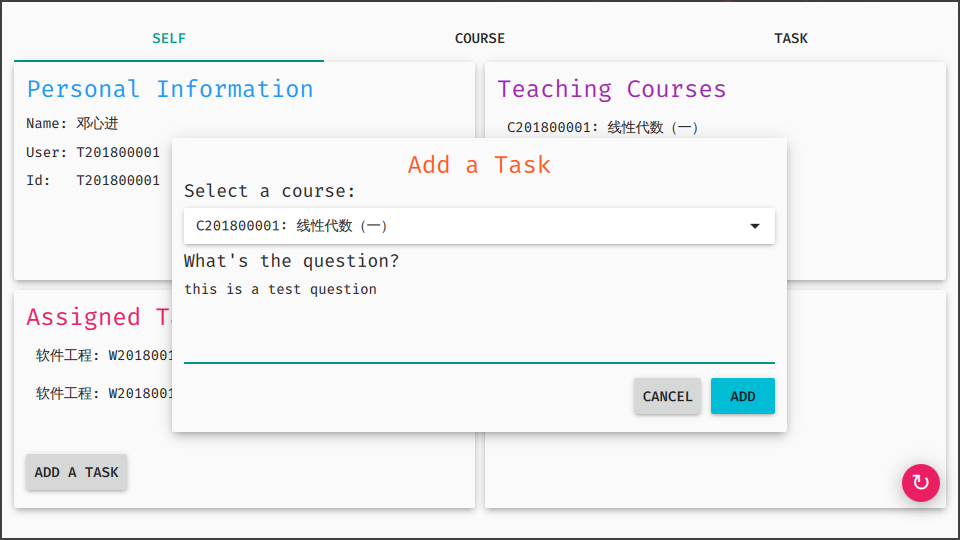 SELF
COURSE
TASK
Personal Information
Name: 邓心进
User: T201800001
Id: T201800001
Teaching Courses
C201800001: 线性代数（一）
Add a Task
Select a course:
C201800001: 线性代数（一）
What's the question?
this is a test question
CANCEL
ADD
Assigned
软件工程: W2018001
软件工程: W2018001
ADD A TASK